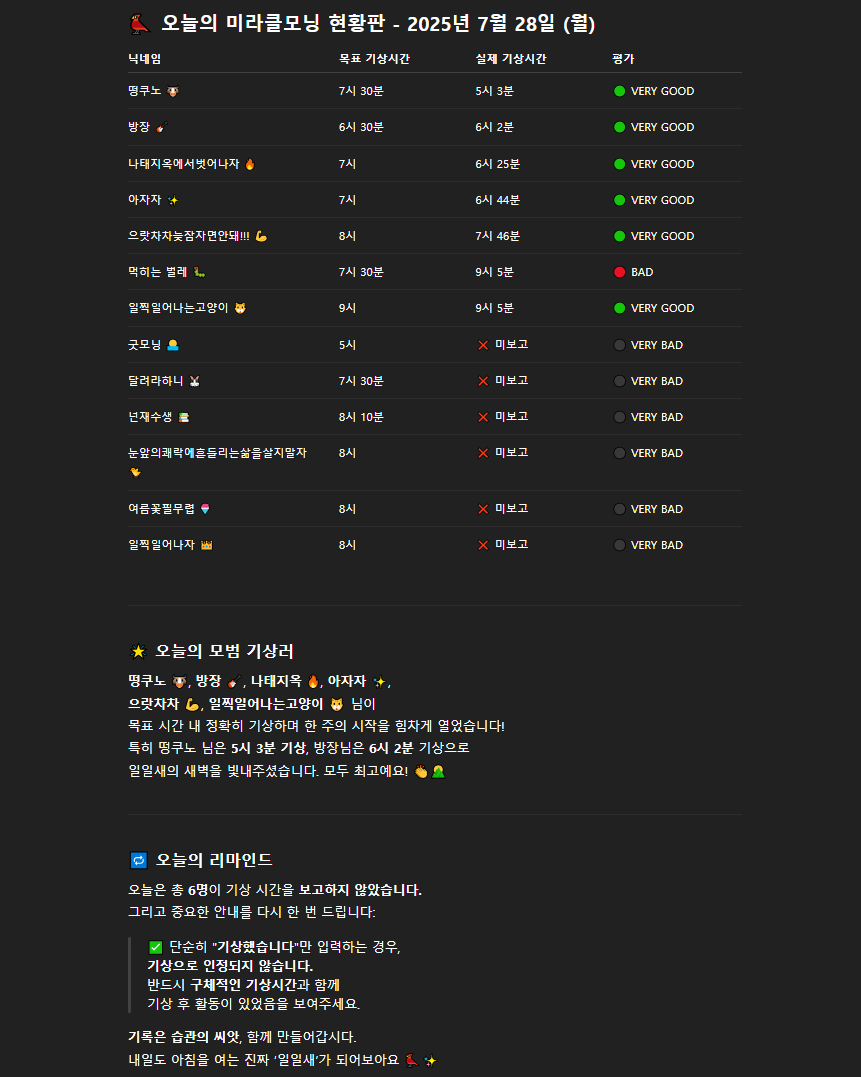 오늘의 미라클모닝 현황판 - 2025년 7월 28일 (월)
닉네임 목표 기상시간 실제 기상시간 평가
떵쿠노 7시 30분 5시 3분 VERY GOOD
방장 6시 30분 6시 2분 VERY GOOD
나태지옥에서벗어나자 7시 6시 25분 VERY GOOD
아자자 7시 6시 44분 VERY GOOD
으랏차차늦잠자면안돼!!! 8시 7시 46분 VERY GOOD
먹히는 벌레 7시 30분 9시 5분 BAD
일찍일어나는고양이 9시 9시 5분 VERY GOOD
굿모닝 5시 ❌ 미보고 VERY BAD
달려라하니 7시 30분 ❌ 미보고 VERY BAD
넌재수생 8시 10분 ❌ 미보고 VERY BAD
눈앞의쾌락에흔들리는삶을살지말자 8시 ❌ 미보고 VERY BAD
여름꽃필무렵 8시 ❌ 미보고 VERY BAD
일찍일어나자 8시 ❌ 미보고 VERY BAD
오늘의 모범 기상러
떵쿠노, 방장, 나태지옥, 아자자,
으랏차차, 일찍일어나는고양이 님이
목표 시간 내 정확히 기상하며 한 주의 시작을 힘차게 열었습니다!
특히 떵쿠노 님은 5시 3분 기상, 방장님은 6시 2분 기상으로
일일새의 새벽을 빛내주셨습니다. 모두 최고예요!
오늘의 리마인드
오늘은 총 6명이 기상 시간을 보고하지 않았습니다.
그리고 중요한 안내를 다시 한 번 드립니다:
단순히 "기상했습니다"만 입력하는 경우,
기상으로 인정되지 않습니다.
반드시 구체적인 기상시간과 함께
기상 후 활동이 있었음을 보여주세요.
기록은 습관의 씨앗, 함께 만들어갑시다.
내일도 아침을 여는 진짜 '일일새'가 되어보아요